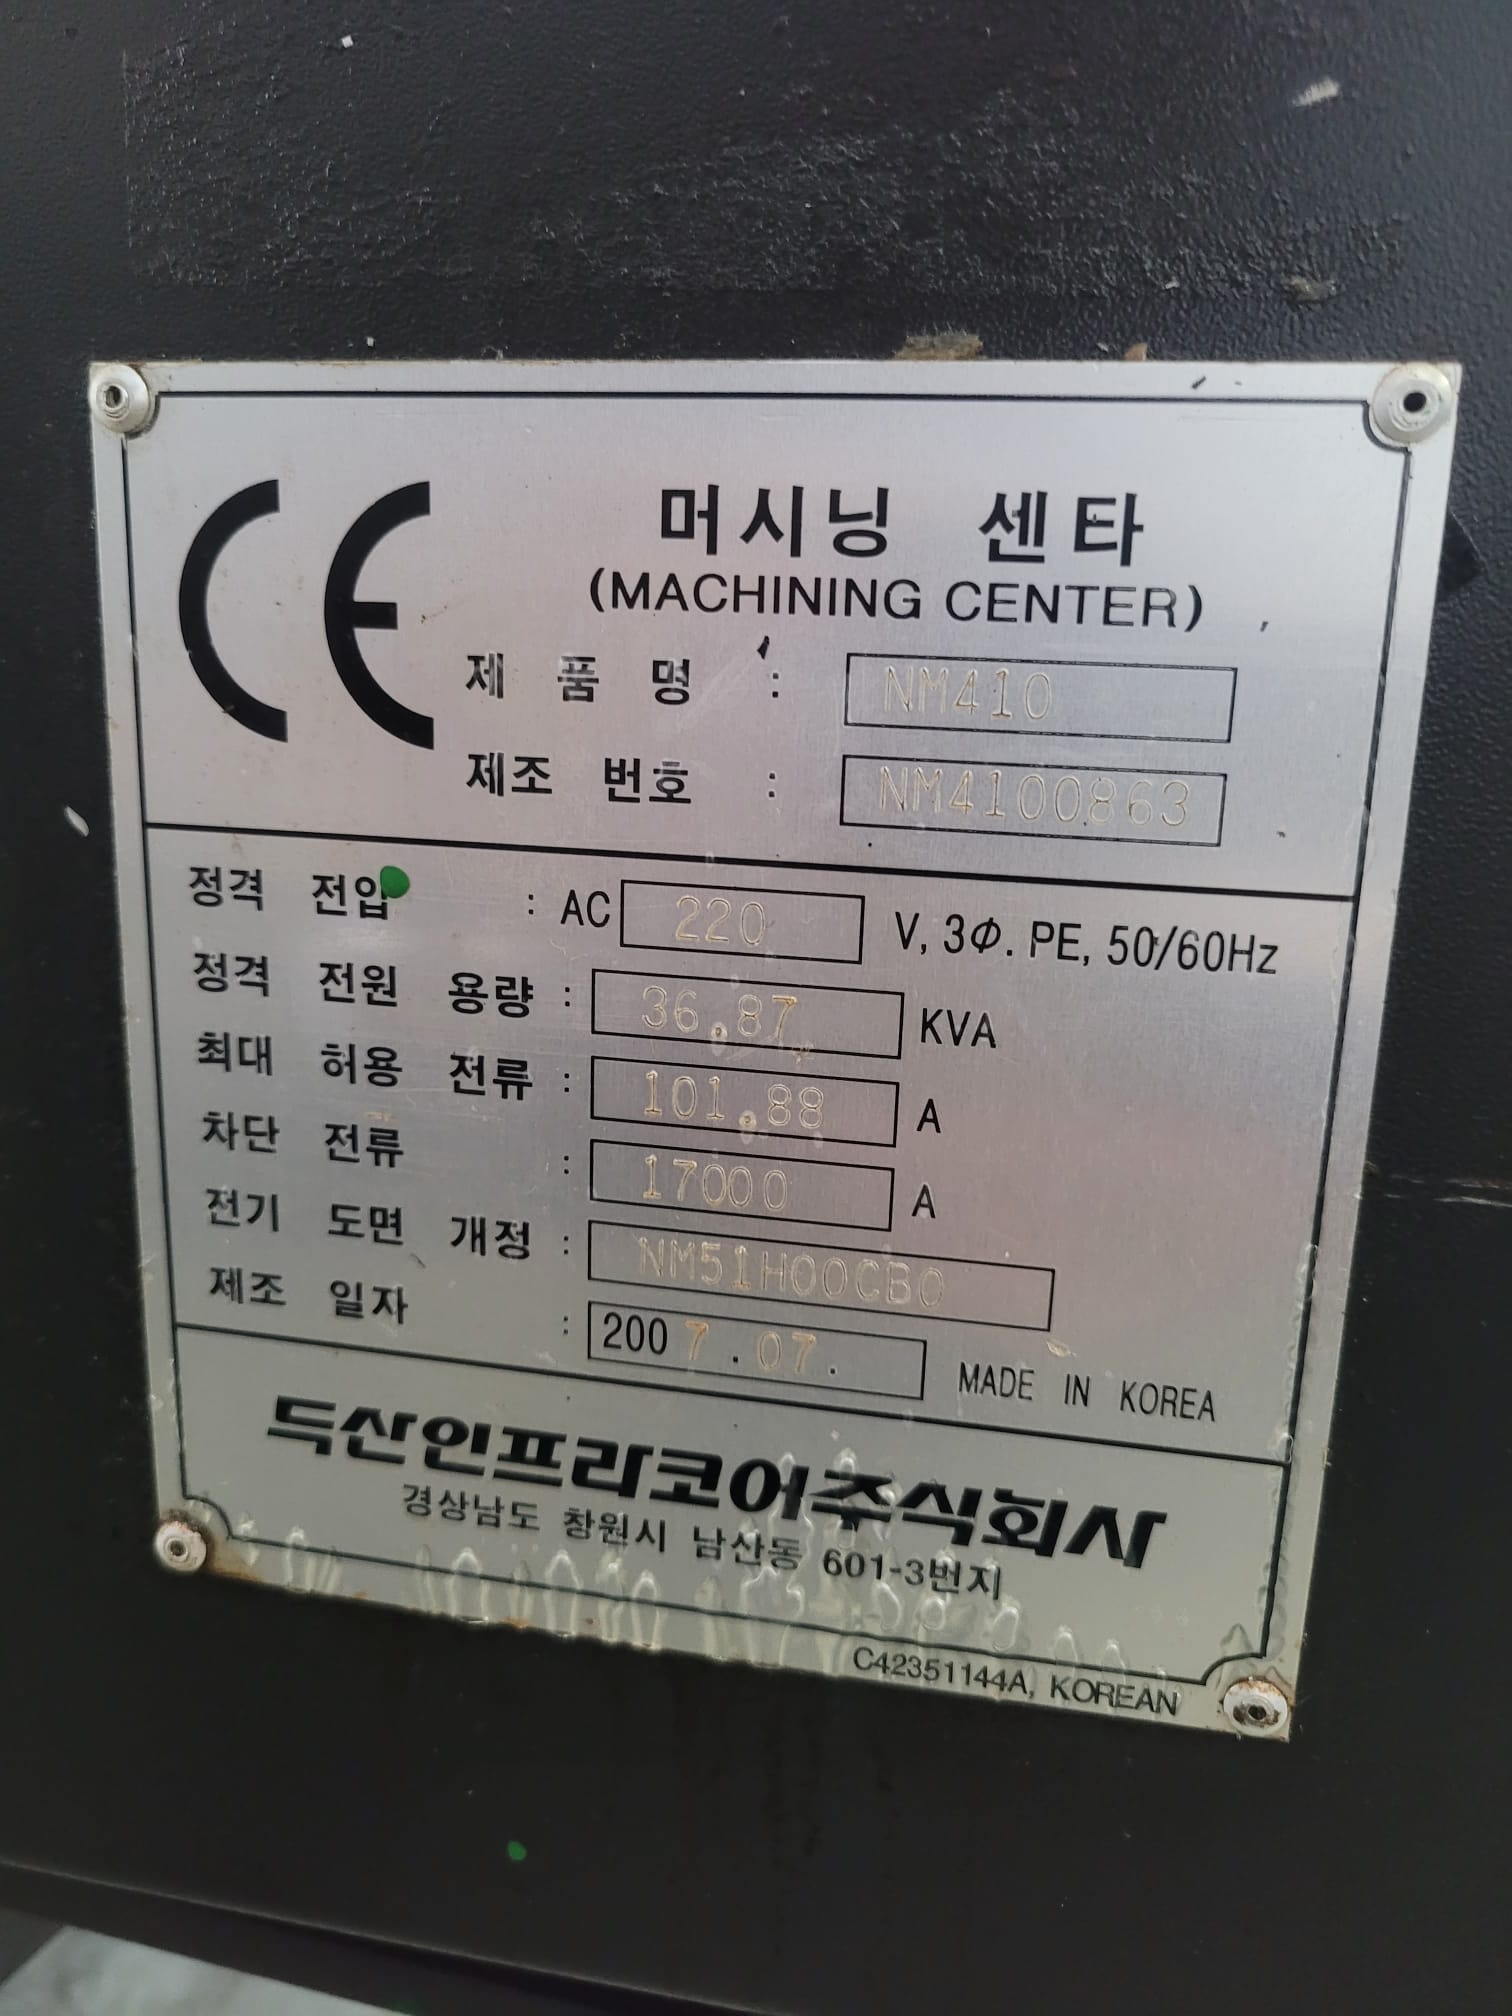 CE
머시닝 센타
(MACHINING CENTER)
제 품 명 : NM410
제조 번호 : NM4100863
정격 전압 : AC 220 V, 3Φ. PE, 50/60Hz
정격 전원 용량 : 36.87 KVA
최대 허용 전류 : 101.88 A
차단 전류 : 17000 A
전기 도면 개정 : NM51H00CB0
제조 일자 : 2007.07. MADE IN KOREA
두산인프라코어주식회사
경상남도 창원시 남산동 601-3번지
C42351144A, KOREAN